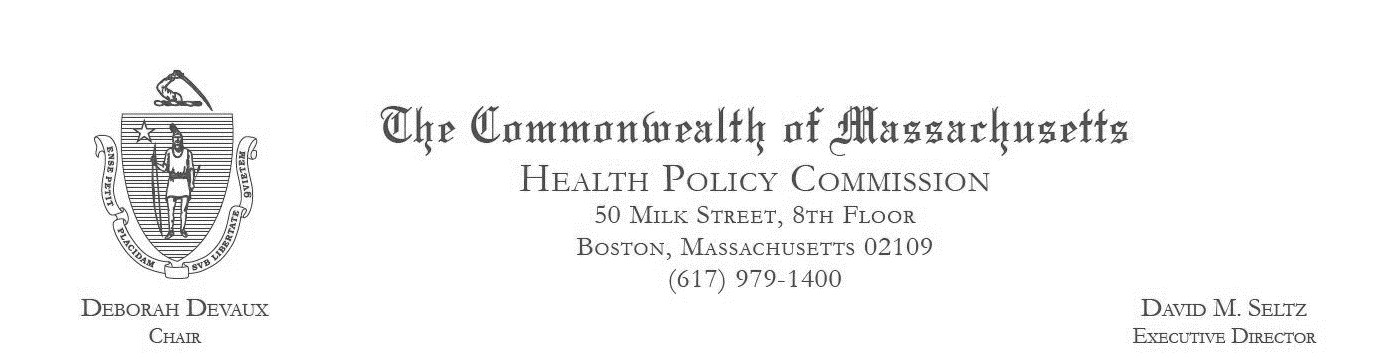 The Commonwealth of Massachusetts
HEALTH POLICY COMMISSION
50 MILK STREET, 8TH FLOOR
BOSTON, MASSACHUSETTS 02109
(617) 979-1400
ENSE PETIT
PLACIDAM
SVB LIBERTATE
QVIETEM
DEBORAH DEVAUX
CHAIR
DAVID M. SELTZ
EXECUTIVE DIRECTOR